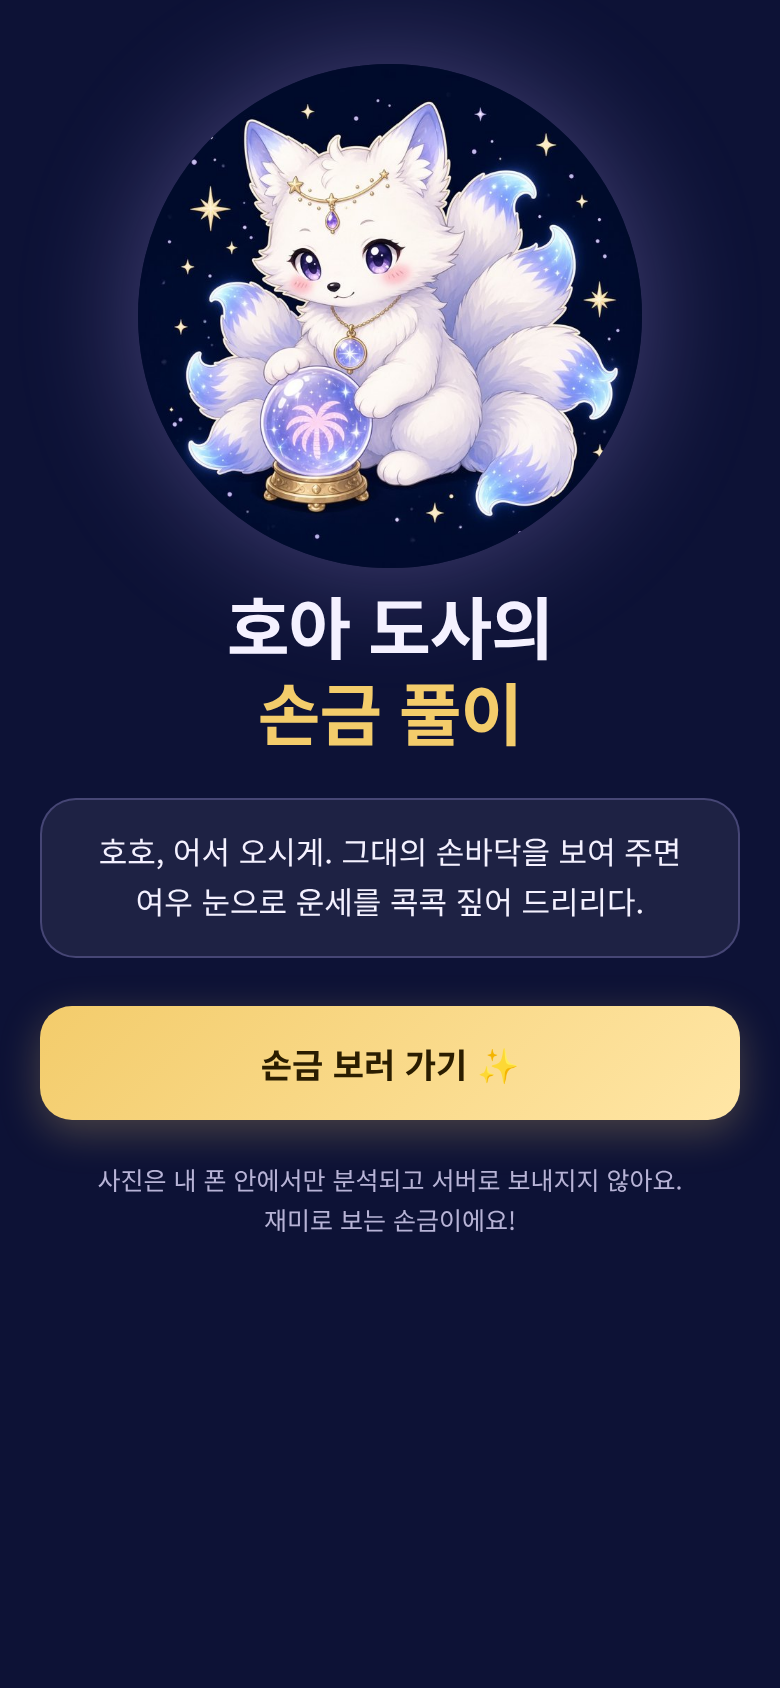 호아 도사의
손금 풀이
호호, 어서 오시게. 그대의 손바닥을 보여 주면
여우 눈으로 운세를 콕콕 짚어 드리리다.
손금 보러 가기 ✨
사진은 내 폰 안에서만 분석되고 서버로 보내지지 않아요.
재미로 보는 손금이에요!